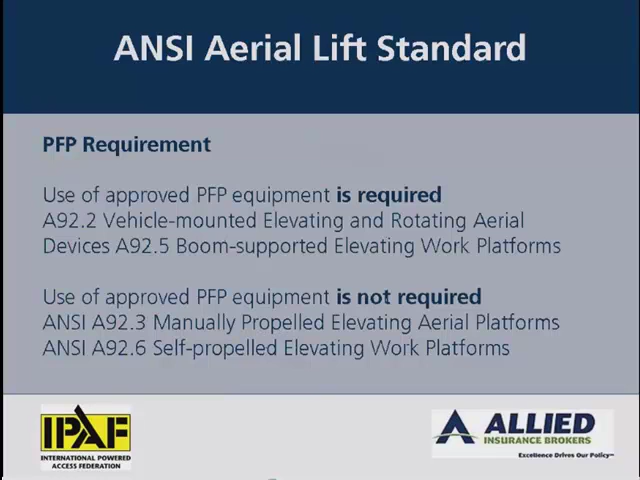 ANSI Aerial Lift Standard
PFP Requirement
Use of approved PFP equipment is required
A92.2 Vehicle-mounted Elevating and Rotating Aerial
Devices A92.5 Boom-supported Elevating Work Platforms
Use of approved PFP equipment is not required
ANSI A92.3 Manually Propelled Elevating Aerial Platforms
ANSI A92.6 Self-propelled Elevating Work Platforms
IPAF
INTERNATIONAL POWERED
ACCESS FEDERATION
ALLIED
INSURANCE BROKERS
Excellence Drives Our Policy™